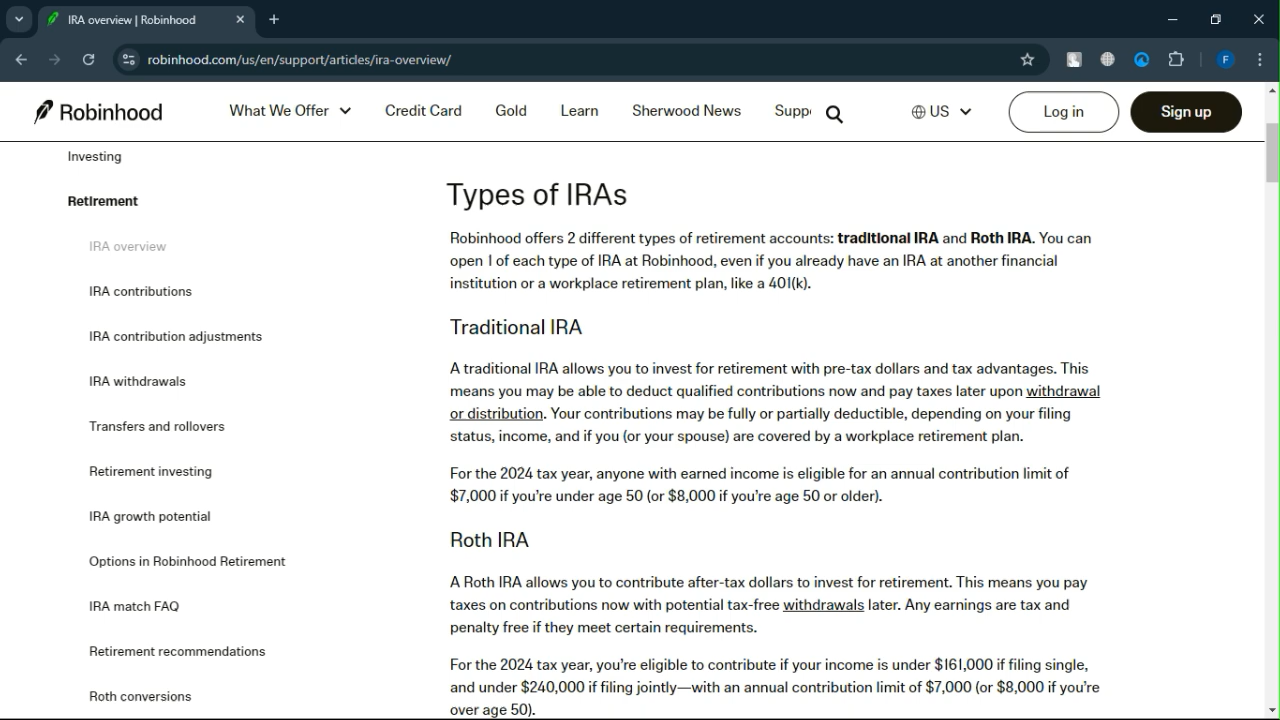 IRA overview | Robinhood
robinhood.com/us/en/support/articles/ira-overview/
F
Robinhood
What We Offer
Credit Card
Gold
Learn
Sherwood News
Suppo
US
Log in
Sign up
Investing
Retirement
IRA overview
IRA contributions
IRA contribution adjustments
IRA withdrawals
Transfers and rollovers
Retirement investing
IRA growth potential
Options in Robinhood Retirement
IRA match FAQ
Retirement recommendations
Roth conversions
Types of IRAs
Robinhood offers 2 different types of retirement accounts: traditional IRA and Roth IRA. You can
open 1 of each type of IRA at Robinhood, even if you already have an IRA at another financial
institution or a workplace retirement plan, like a 401(k).
Traditional IRA
A traditional IRA allows you to invest for retirement with pre-tax dollars and tax advantages. This
means you may be able to deduct qualified contributions now and pay taxes later upon withdrawal
or distribution. Your contributions may be fully or partially deductible, depending on your filing
status, income, and if you (or your spouse) are covered by a workplace retirement plan.
For the 2024 tax year, anyone with earned income is eligible for an annual contribution limit of
$7,000 if you're under age 50 (or $8,000 if you're age 50 or older).
Roth IRA
A Roth IRA allows you to contribute after-tax dollars to invest for retirement. This means you pay
taxes on contributions now with potential tax-free withdrawals later. Any earnings are tax and
penalty free if they meet certain requirements.
For the 2024 tax year, you're eligible to contribute if your income is under $161,000 if filing single,
and under $240,000 if filing jointly—with an annual contribution limit of $7,000 (or $8,000 if you're
over age 50).